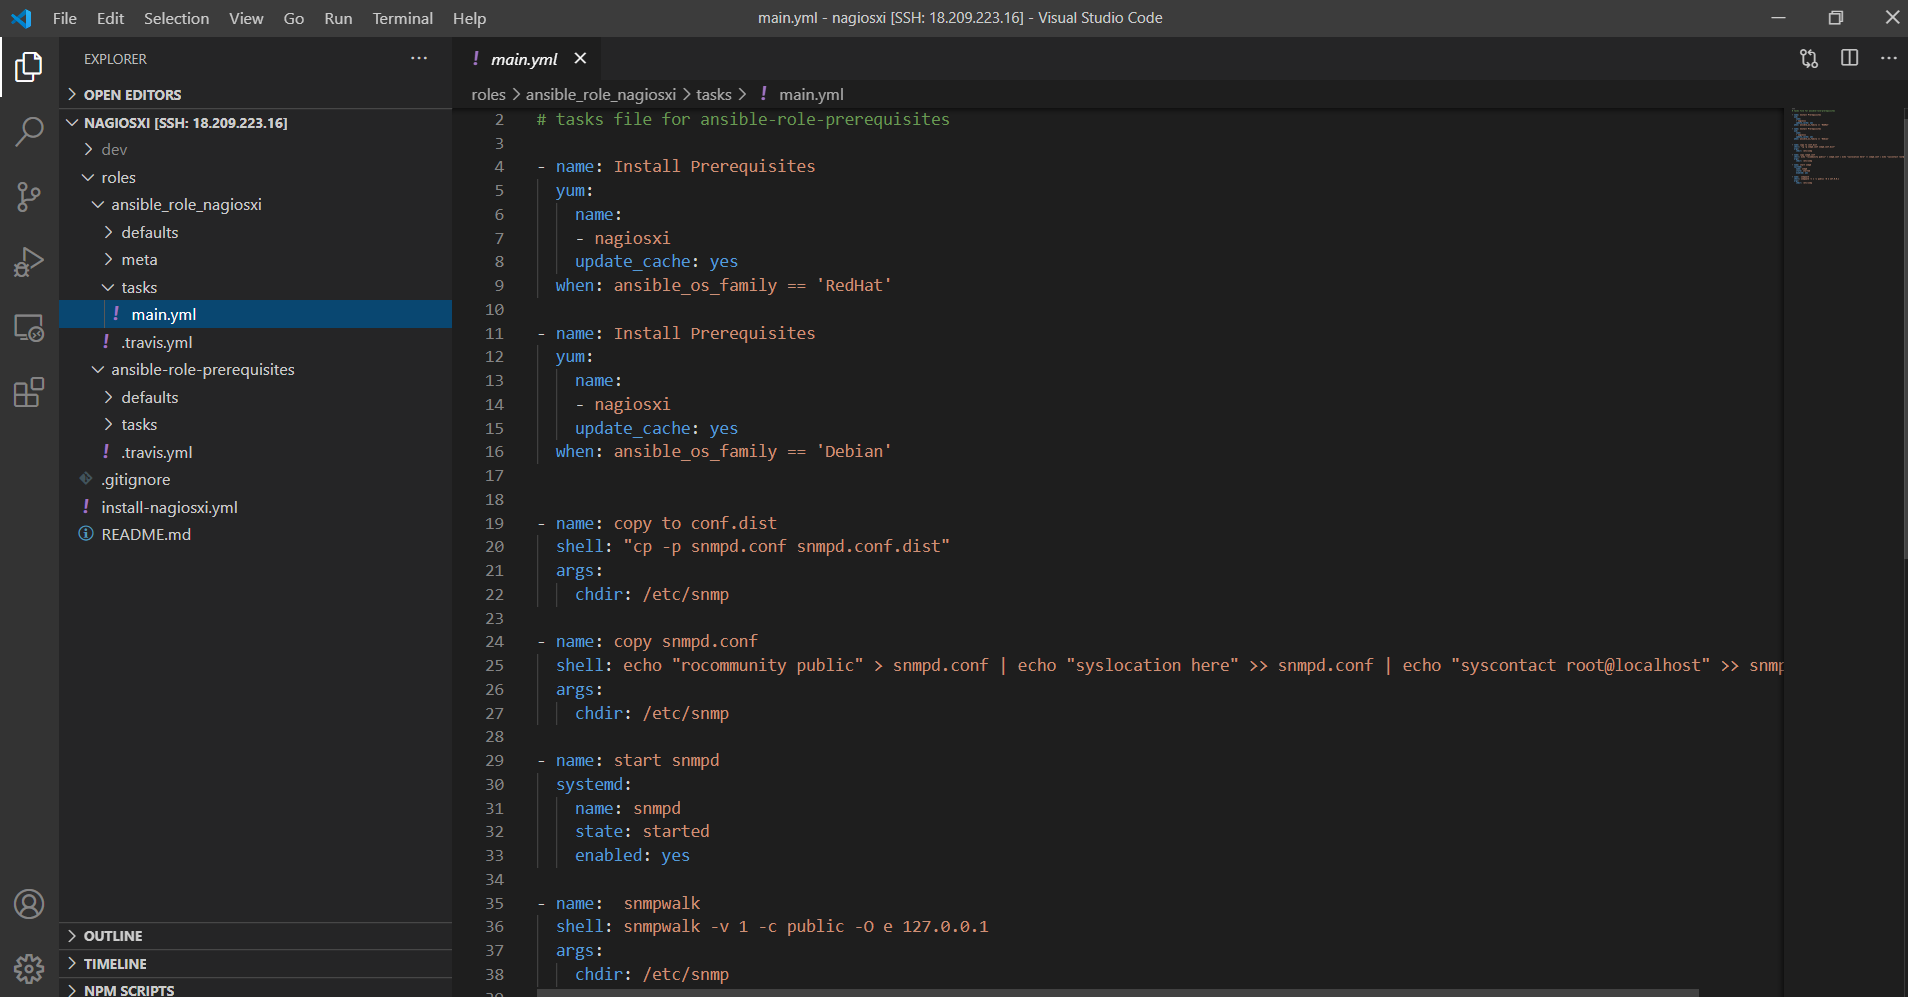 File Edit Selection View Go Run Terminal Help
main.yml - nagiosxi [SSH: 18.209.223.16] - Visual Studio Code
EXPLORER
OPEN EDITORS
NAGIOSXI [SSH: 18.209.223.16]
dev
roles
ansible_role_nagiosxi
defaults
meta
tasks
! main.yml
! .travis.yml
ansible-role-prerequisites
defaults
tasks
! .travis.yml
.gitignore
! install-nagiosxi.yml
README.md
OUTLINE
TIMELINE
NPM SCRIPTS
! main.yml
roles > ansible_role_nagiosxi > tasks > ! main.yml
2 # tasks file for ansible-role-prerequisites
3
4 - name: Install Prerequisites
5 yum:
6 name:
7 - nagiosxi
8 update_cache: yes
9 when: ansible_os_family == 'RedHat'
10
11 - name: Install Prerequisites
12 yum:
13 name:
14 - nagiosxi
15 update_cache: yes
16 when: ansible_os_family == 'Debian'
17
18
19 - name: copy to conf.dist
20 shell: "cp -p snmpd.conf snmpd.conf.dist"
21 args:
22 chdir: /etc/snmp
23
24 - name: copy snmpd.conf
25 shell: echo "rocommunity public" > snmpd.conf | echo "syslocation here" >> snmpd.conf | echo "syscontact root@localhost" >> snmp
26 args:
27 chdir: /etc/snmp
28
29 - name: start snmpd
30 systemd:
31 name: snmpd
32 state: started
33 enabled: yes
34
35 - name:  snmpwalk
36 shell: snmpwalk -v 1 -c public -O e 127.0.0.1
37 args:
38 chdir: /etc/snmp